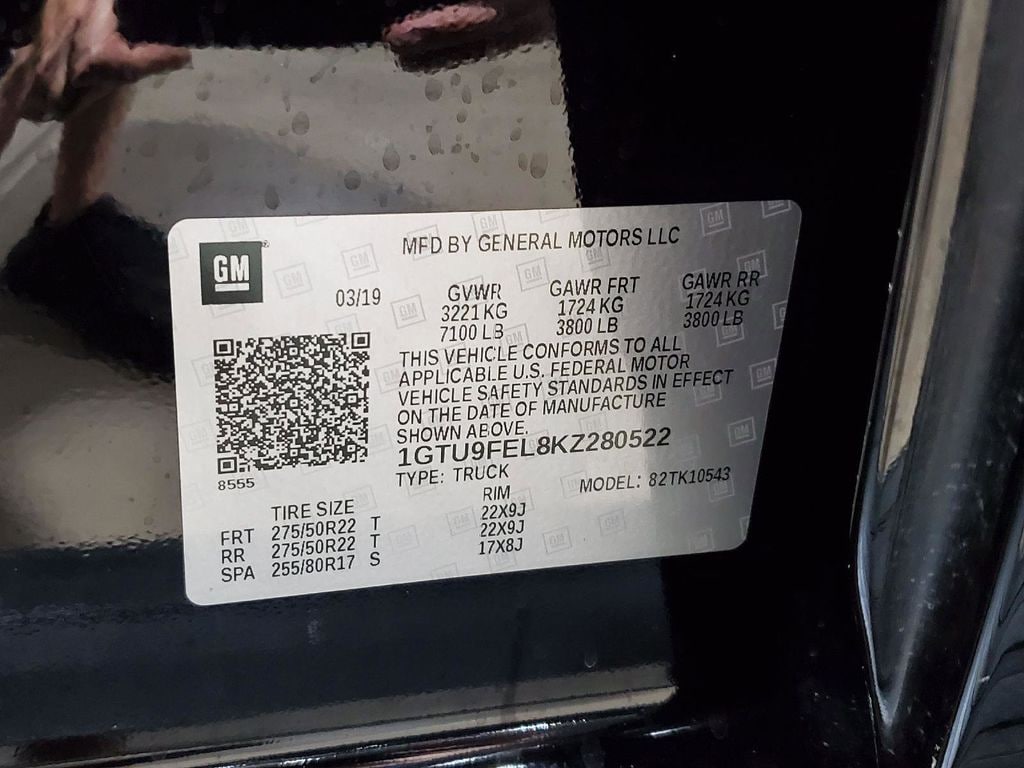 GM
MFD BY GENERAL MOTORS LLC
03/19
GVWR GAWR FRT GAWR RR
3221 KG 1724 KG 1724 KG
7100 LB 3800 LB 3800 LB
THIS VEHICLE CONFORMS TO ALL
APPLICABLE U.S. FEDERAL MOTOR
VEHICLE SAFETY STANDARDS IN EFFECT
ON THE DATE OF MANUFACTURE
SHOWN ABOVE.
1GTU9FEL8KZ280522
8555
TYPE: TRUCK MODEL: 82TK10543
TIRE SIZE RIM
FRT 275/50R22 T 22X9J
RR 275/50R22 T 22X9J
SPA 255/80R17 S 17X8J